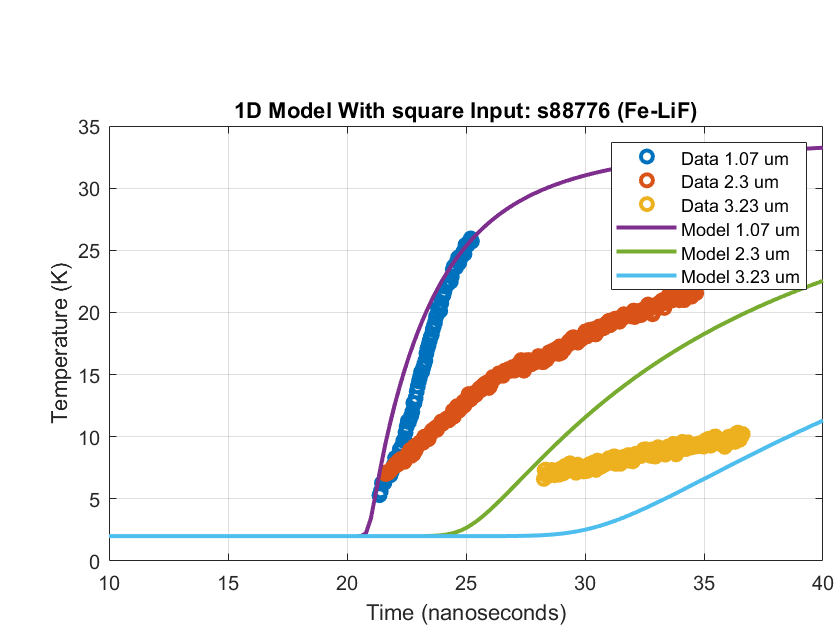 1D Model With square Input: s88776 (Fe-LiF)
35
30
25
20
15
10
5
0
Temperature (K)
Data 1.07 um
Data 2.3 um
Data 3.23 um
Model 1.07 um
Model 2.3 um
Model 3.23 um
10 15 20 25 30 35 40
Time (nanoseconds)